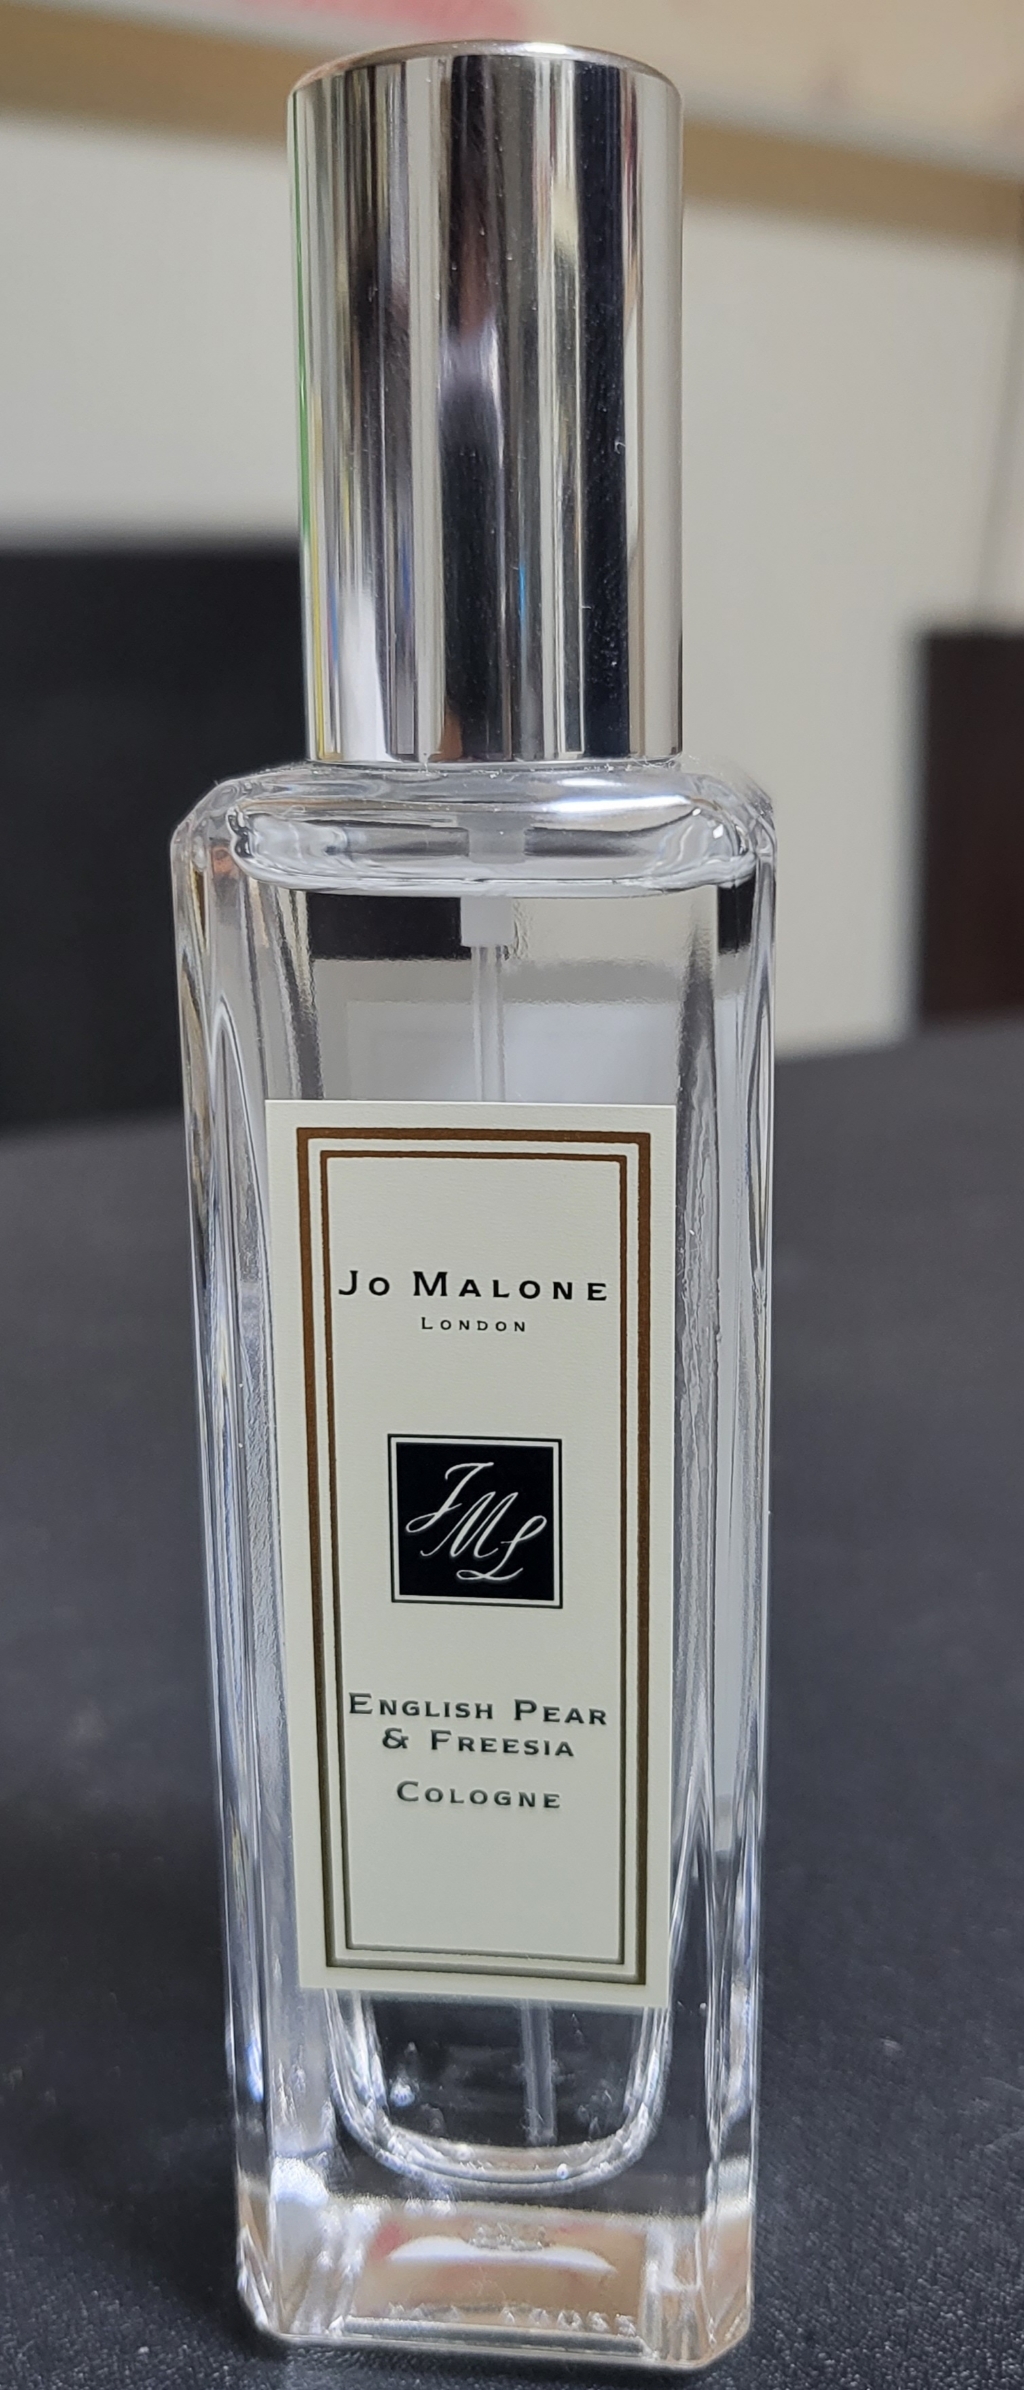 JO MALONE
LONDON
JML
ENGLISH PEAR
& FREESIA
COLOGNE